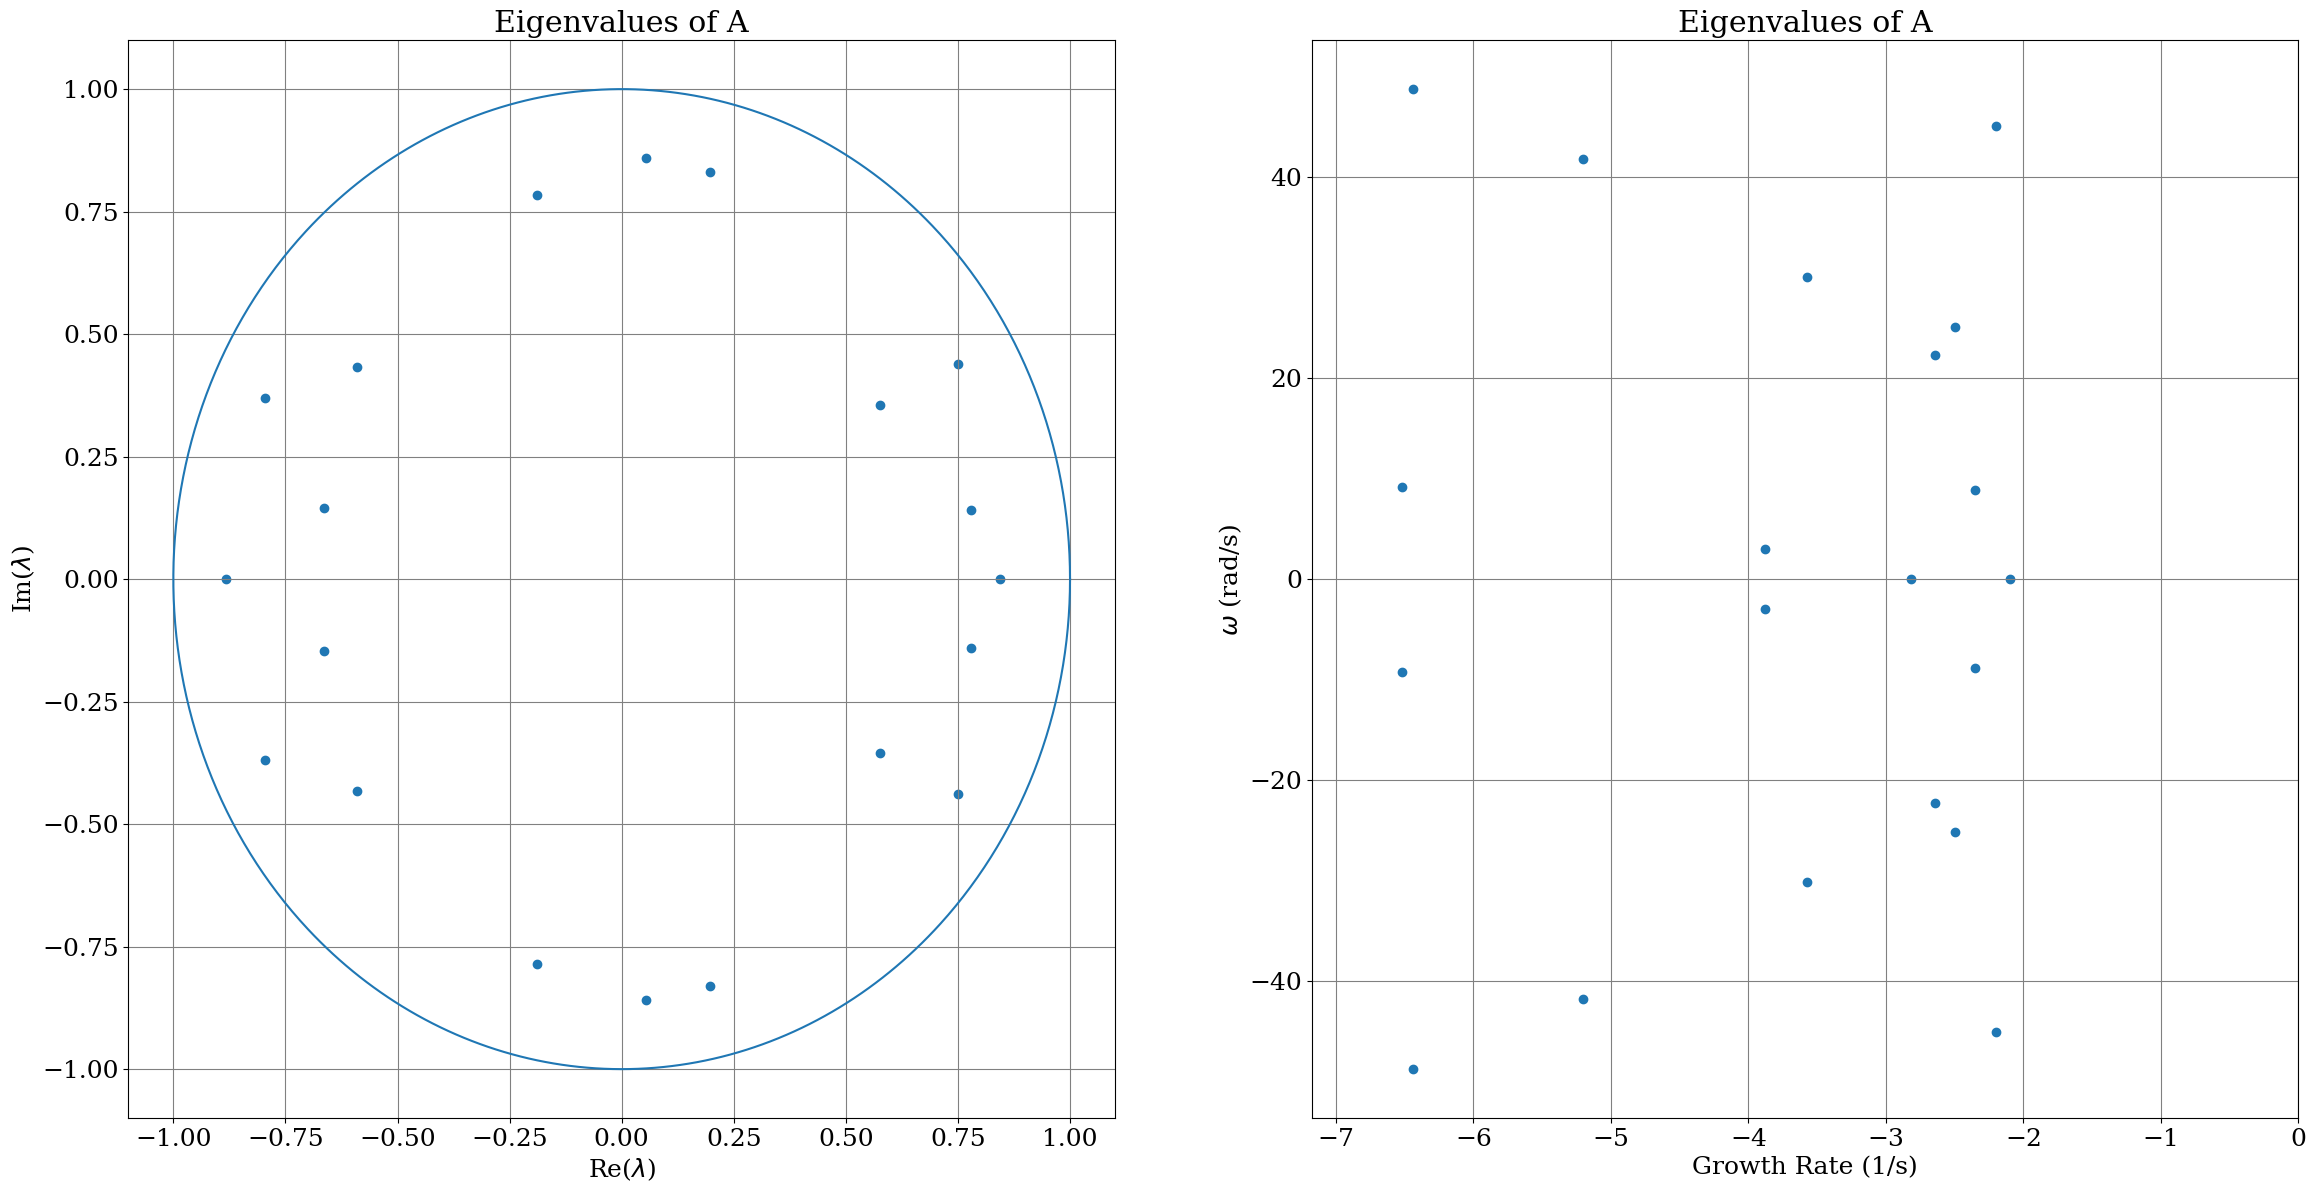 Eigenvalues of A
1.00
0.75
0.50
0.25
0.00
−0.25
−0.50
−0.75
−1.00
Im(λ)
−1.00 −0.75 −0.50 −0.25 0.00 0.25 0.50 0.75 1.00
Re(λ)
Eigenvalues of A
40
20
0
−20
−40
ω (rad/s)
−7 −6 −5 −4 −3 −2 −1 0
Growth Rate (1/s)